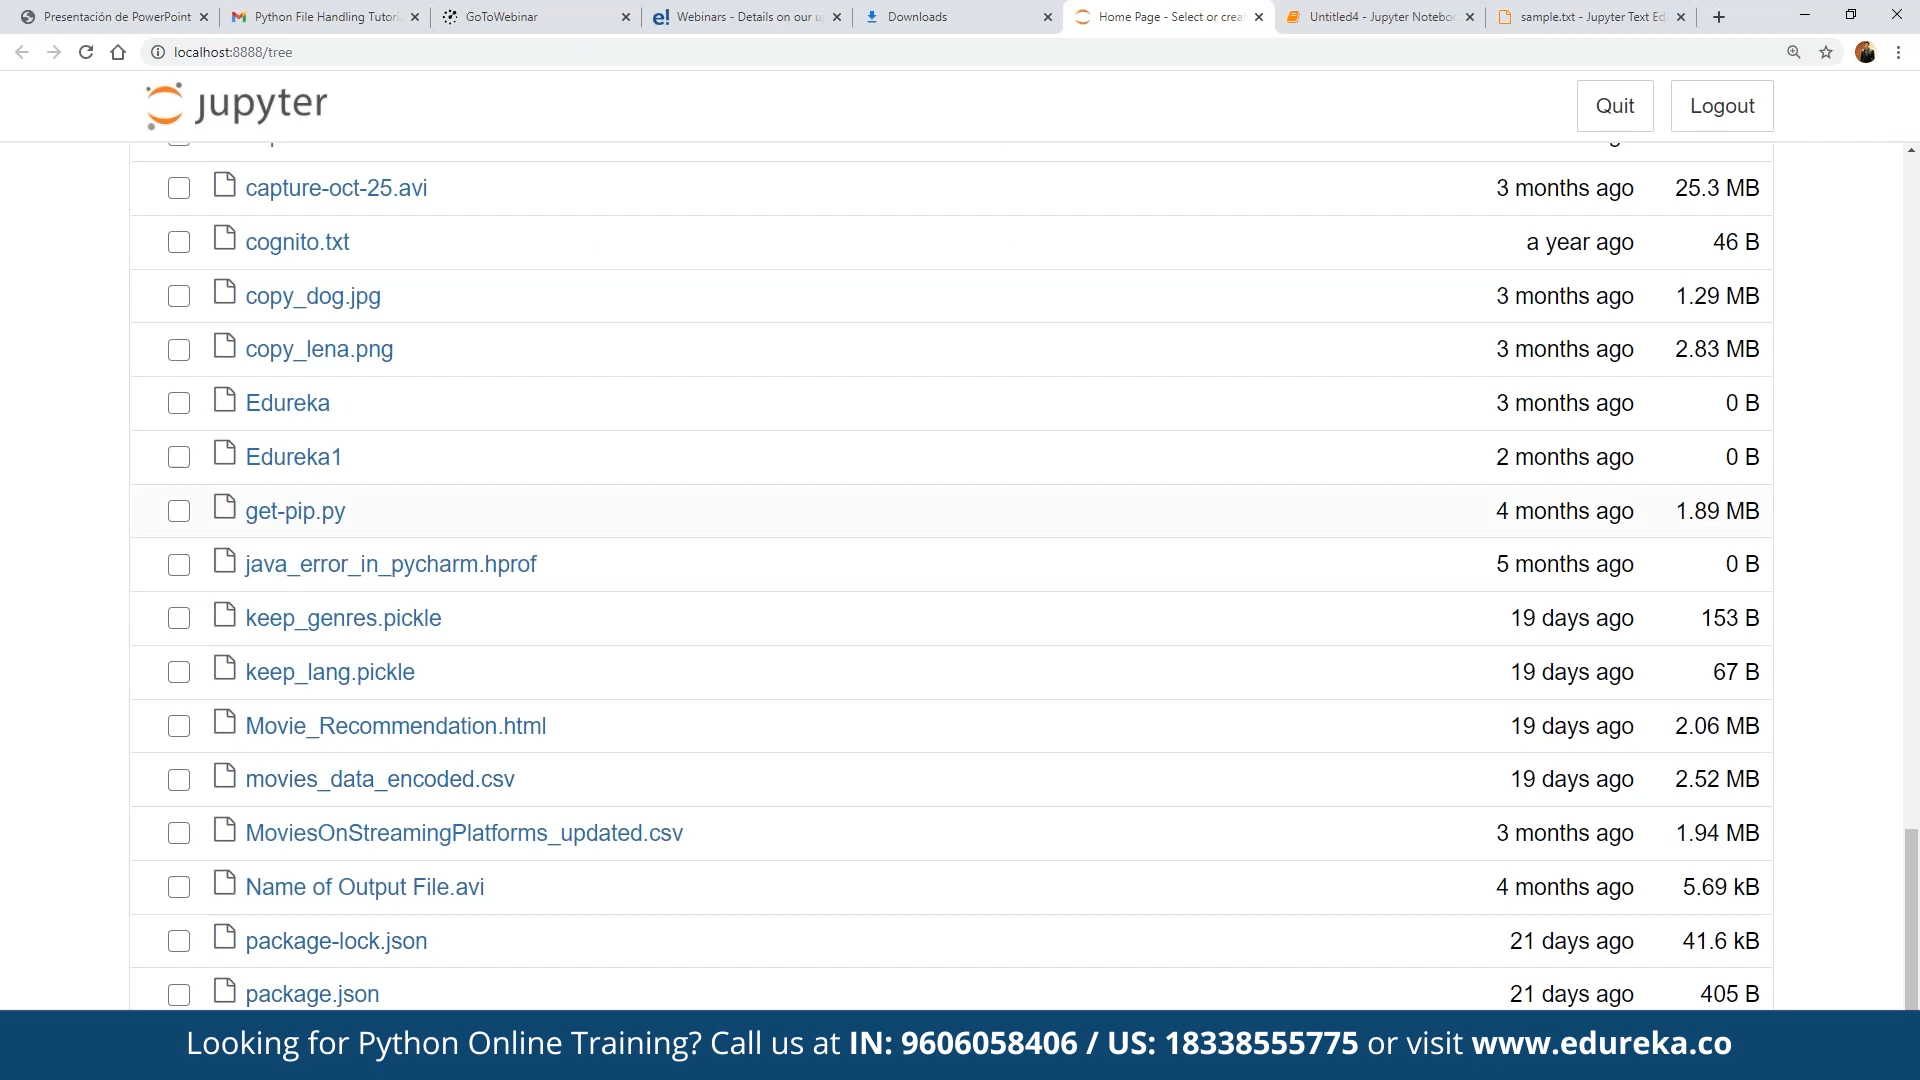 Presentación de PowerPoint
Python File Handling Tutori
GoToWebinar
Webinars - Details on our u
Downloads
Home Page - Select or crea
Untitled4 - Jupyter Notebo
sample.txt - Jupyter Text Ed
localhost:8888/tree
jupyter
Quit
Logout
capture-oct-25.avi 3 months ago 25.3 MB
cognito.txt a year ago 46 B
copy_dog.jpg 3 months ago 1.29 MB
copy_lena.png 3 months ago 2.83 MB
Edureka 3 months ago 0 B
Edureka1 2 months ago 0 B
get-pip.py 4 months ago 1.89 MB
java_error_in_pycharm.hprof 5 months ago 0 B
keep_genres.pickle 19 days ago 153 B
keep_lang.pickle 19 days ago 67 B
Movie_Recommendation.html 19 days ago 2.06 MB
movies_data_encoded.csv 19 days ago 2.52 MB
MoviesOnStreamingPlatforms_updated.csv 3 months ago 1.94 MB
Name of Output File.avi 4 months ago 5.69 kB
package-lock.json 21 days ago 41.6 kB
package.json 21 days ago 405 B
Looking for Python Online Training? Call us at IN: 9606058406 / US: 18338555775 or visit www.edureka.co